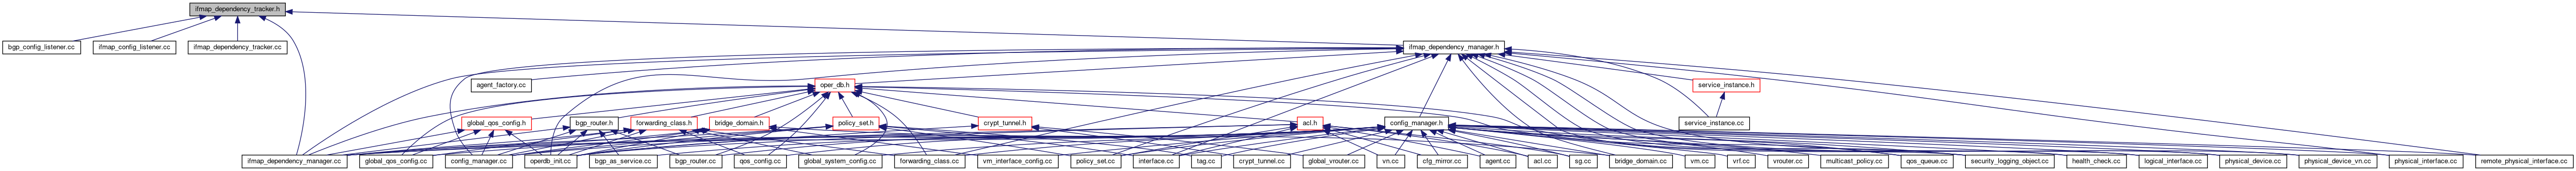 ifmap_dependency_tracker.h
bgp_config_listener.cc
ifmap_config_listener.cc
ifmap_dependency_tracker.cc
ifmap_dependency_manager.h
agent_factory.cc
oper_db.h
service_instance.h
global_qos_config.h
bgp_router.h
forwarding_class.h
bridge_domain.h
policy_set.h
crypt_tunnel.h
acl.h
config_manager.h
service_instance.cc
ifmap_dependency_manager.cc
global_qos_config.cc
config_manager.cc
operdb_init.cc
bgp_as_service.cc
bgp_router.cc
qos_config.cc
global_system_config.cc
forwarding_class.cc
vm_interface_config.cc
policy_set.cc
interface.cc
tag.cc
crypt_tunnel.cc
global_vrouter.cc
vn.cc
cfg_mirror.cc
agent.cc
acl.cc
sg.cc
bridge_domain.cc
vm.cc
vrf.cc
vrouter.cc
multicast_policy.cc
qos_queue.cc
security_logging_object.cc
health_check.cc
logical_interface.cc
physical_device.cc
physical_device_vn.cc
physical_interface.cc
remote_physical_interface.cc